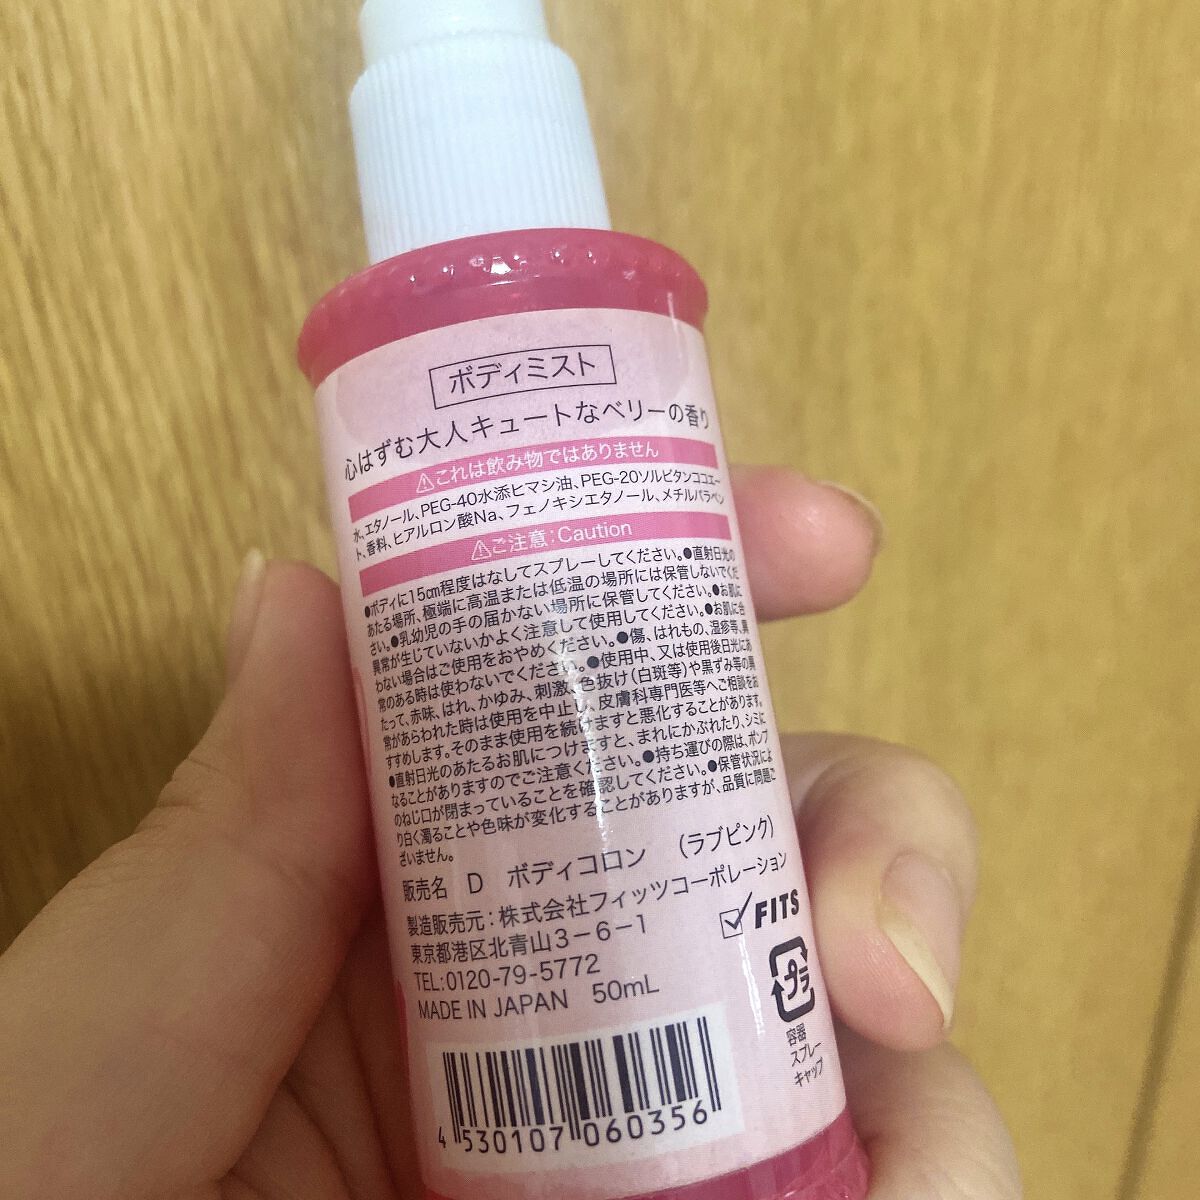 ボディミスト
心はずむ大人キュートなベリーの香り
⚠これは飲み物ではありません
水、エタノール、PEG-40水添ヒマシ油、PEG-20ソルビタンココエー
ト、香料、ヒアルロン酸Na、フェノキシエタノール、メチルパラベン
⚠ご注意:Caution
●ボディに15cm程度はなしてスプレーしてください。●直射日光の
あたる場所、極端に高温または低温の場所には保管しないでくだ
さい。●乳幼児の手の届かない場所に保管してください。●お肌に
異常が生じていないかよく注意して使用してください。●お肌に合
わない場合はご使用をおやめください。●傷、はれもの、湿疹等、異
常のある時は使わないでください。●使用中、又は使用後日光にあ
たって、赤味、はれ、かゆみ、刺激、色抜け(白斑等)や黒ずみ等の異
常があらわれた時は使用を中止し、皮膚科専門医等へご相談をお
すすめします。そのまま使用を続けますと悪化することがあります。
●直射日光のあたるお肌につけますと、まれにかぶれたり、シミに
なることがありますのでご注意ください。●持ち運びの際は、ポンプ
のねじ口が閉まっていることを確認してください。●保管状況によ
り白く濁ることや色味が変化することがありますが、品質に問題ご
ざいません。
販売名 D ボディコロン (ラブピンク)
製造販売元:株式会社フィッツコーポレーション
東京都港区北青山3-6-1
TEL:0120-79-5772
MADE IN JAPAN 50mL
FITS
プラ
容器
スプレー
キャップ
4 530107 060356